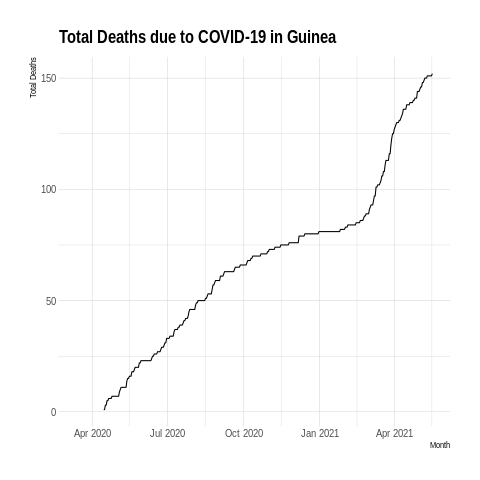 Total Deaths due to COVID-19 in Guinea
Total Deaths
150
100
50
0
Apr 2020 Jul 2020 Oct 2020 Jan 2021 Apr 2021
Month